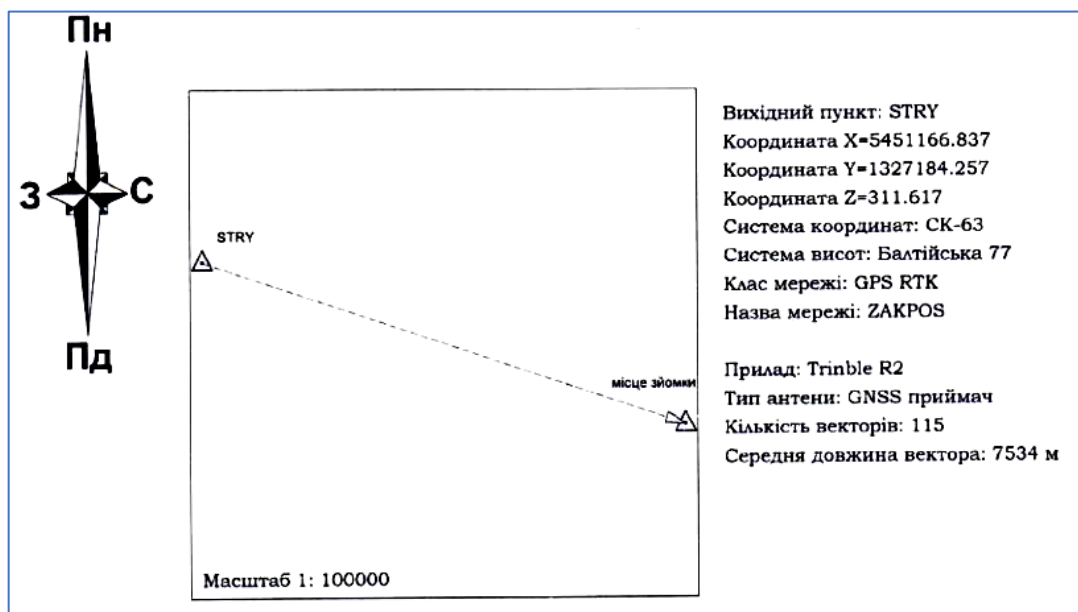 Пн
З
С
Пд
STRY
місце зйомки
Масштаб 1: 100000
Вихідний пункт: STRY
Координата X=5451166.837
Координата Y=1327184.257
Координата Z=311.617
Система координат: СК-63
Система висот: Балтійська 77
Клас мережі: GPS RTK
Назва мережі: ZAKPOS
Прилад: Trinble R2
Тип антени: GNSS приймач
Кількість векторів: 115
Середня довжина вектора: 7534 м